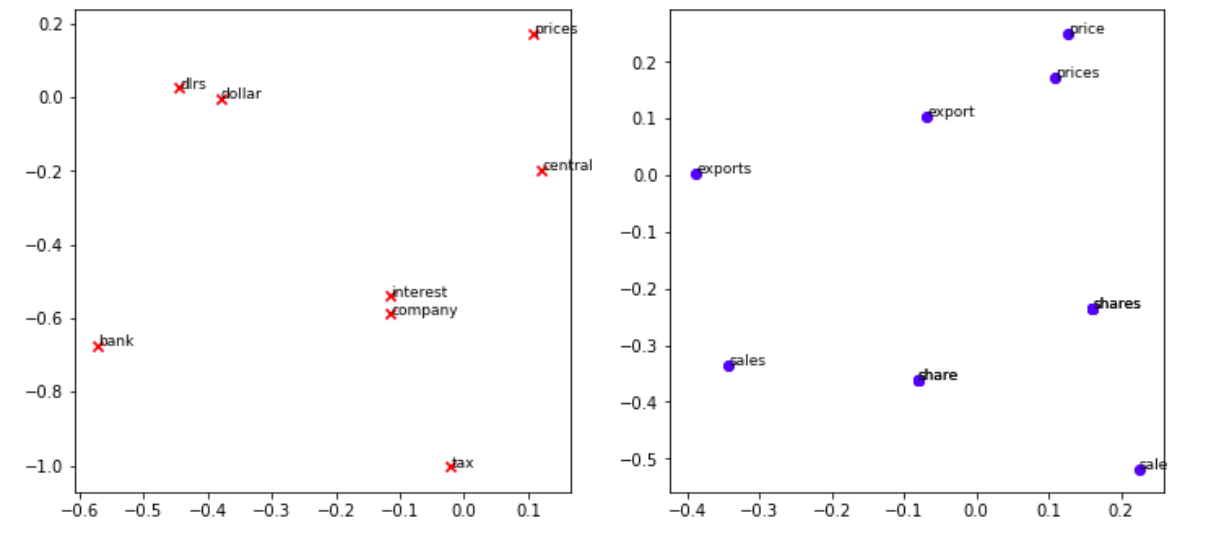 0.2
prices
dlrs
dollar
0.0
central
−0.2
−0.4
interest
company
−0.6
bank
−0.8
tax
−1.0
−0.6 −0.5 −0.4 −0.3 −0.2 −0.1 0.0 0.1
price
0.2
prices
export
0.1
exports
0.0
−0.1
−0.2
shares
−0.3
sales
share
−0.4
−0.5
sale
−0.4 −0.3 −0.2 −0.1 0.0 0.1 0.2